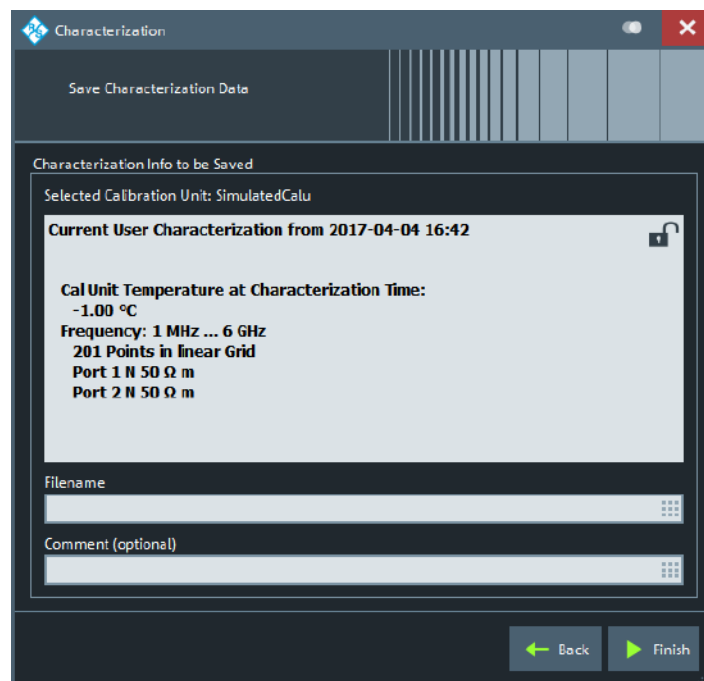 Characterization
Save Characterization Data
Characterization Info to be Saved
Selected Calibration Unit: SimulatedCalu
Current User Characterization from 2017-04-04 16:42
Cal Unit Temperature at Characterization Time:
-1.00 °C
Frequency: 1 MHz ... 6 GHz
201 Points in linear Grid
Port 1 N 50 Ω m
Port 2 N 50 Ω m
Filename
Comment (optional)
Back
Finish